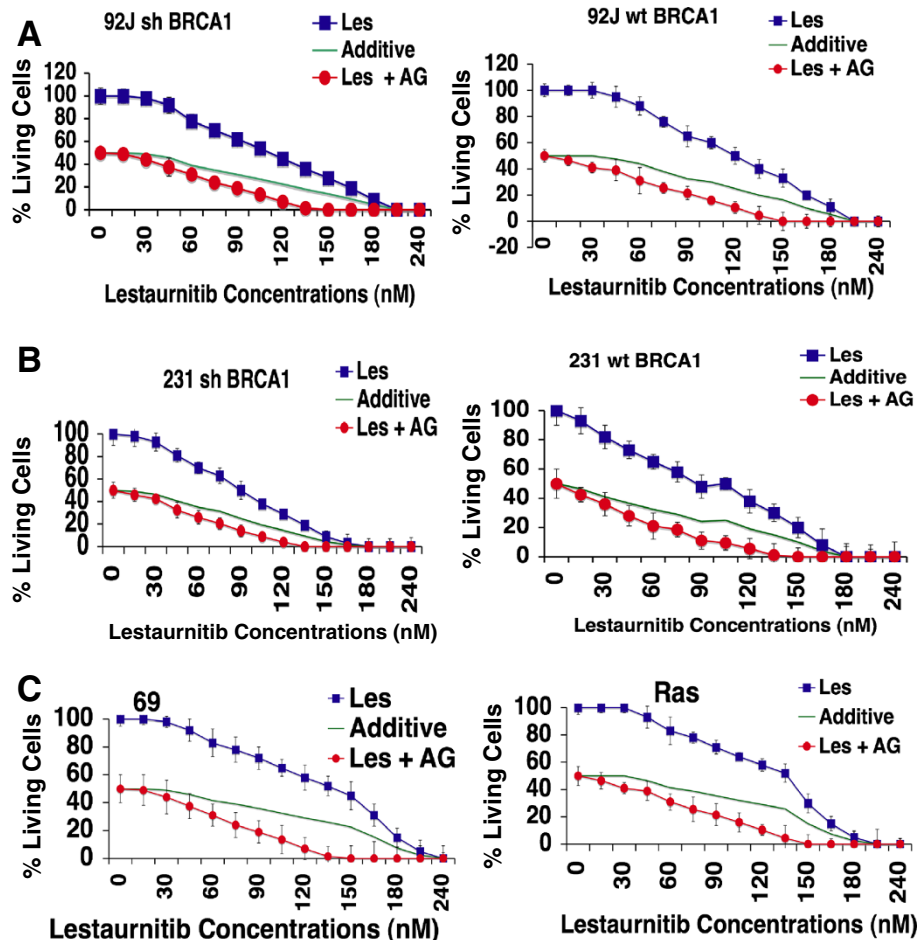 A
92J sh BRCA1
Les
Additive
Les + AG
% Living Cells
120
100
80
60
40
20
0
0
30
60
90
120
150
180
240
Lestaurnitib Concentrations (nM)
92J wt BRCA1
Les
Additive
Les + AG
% Living Cells
120
100
80
60
40
20
0
-20
0
30
60
90
120
150
180
240
Lestaurnitib Concentrations (nM)
B
231 sh BRCA1
Les
Additive
Les + AG
% Living Cells
100
80
60
40
20
0
0
30
60
90
120
150
180
240
Lestaurnitib Concentrations (nM)
231 wt BRCA1
Les
Additive
Les + AG
% Living Cells
100
80
60
40
20
0
0
30
60
90
120
150
180
240
Lestaurnitib Concentrations (nM)
C
69
Les
Additive
Les + AG
% Living Cells
100
80
60
40
20
0
0
30
60
90
120
150
180
240
Lestaurnitib Concentrations (nM)
Ras
Les
Additive
Les + AG
% Living Cells
100
80
60
40
20
0
0
30
60
90
120
150
180
240
Lestaurnitib Concentrations (nM)